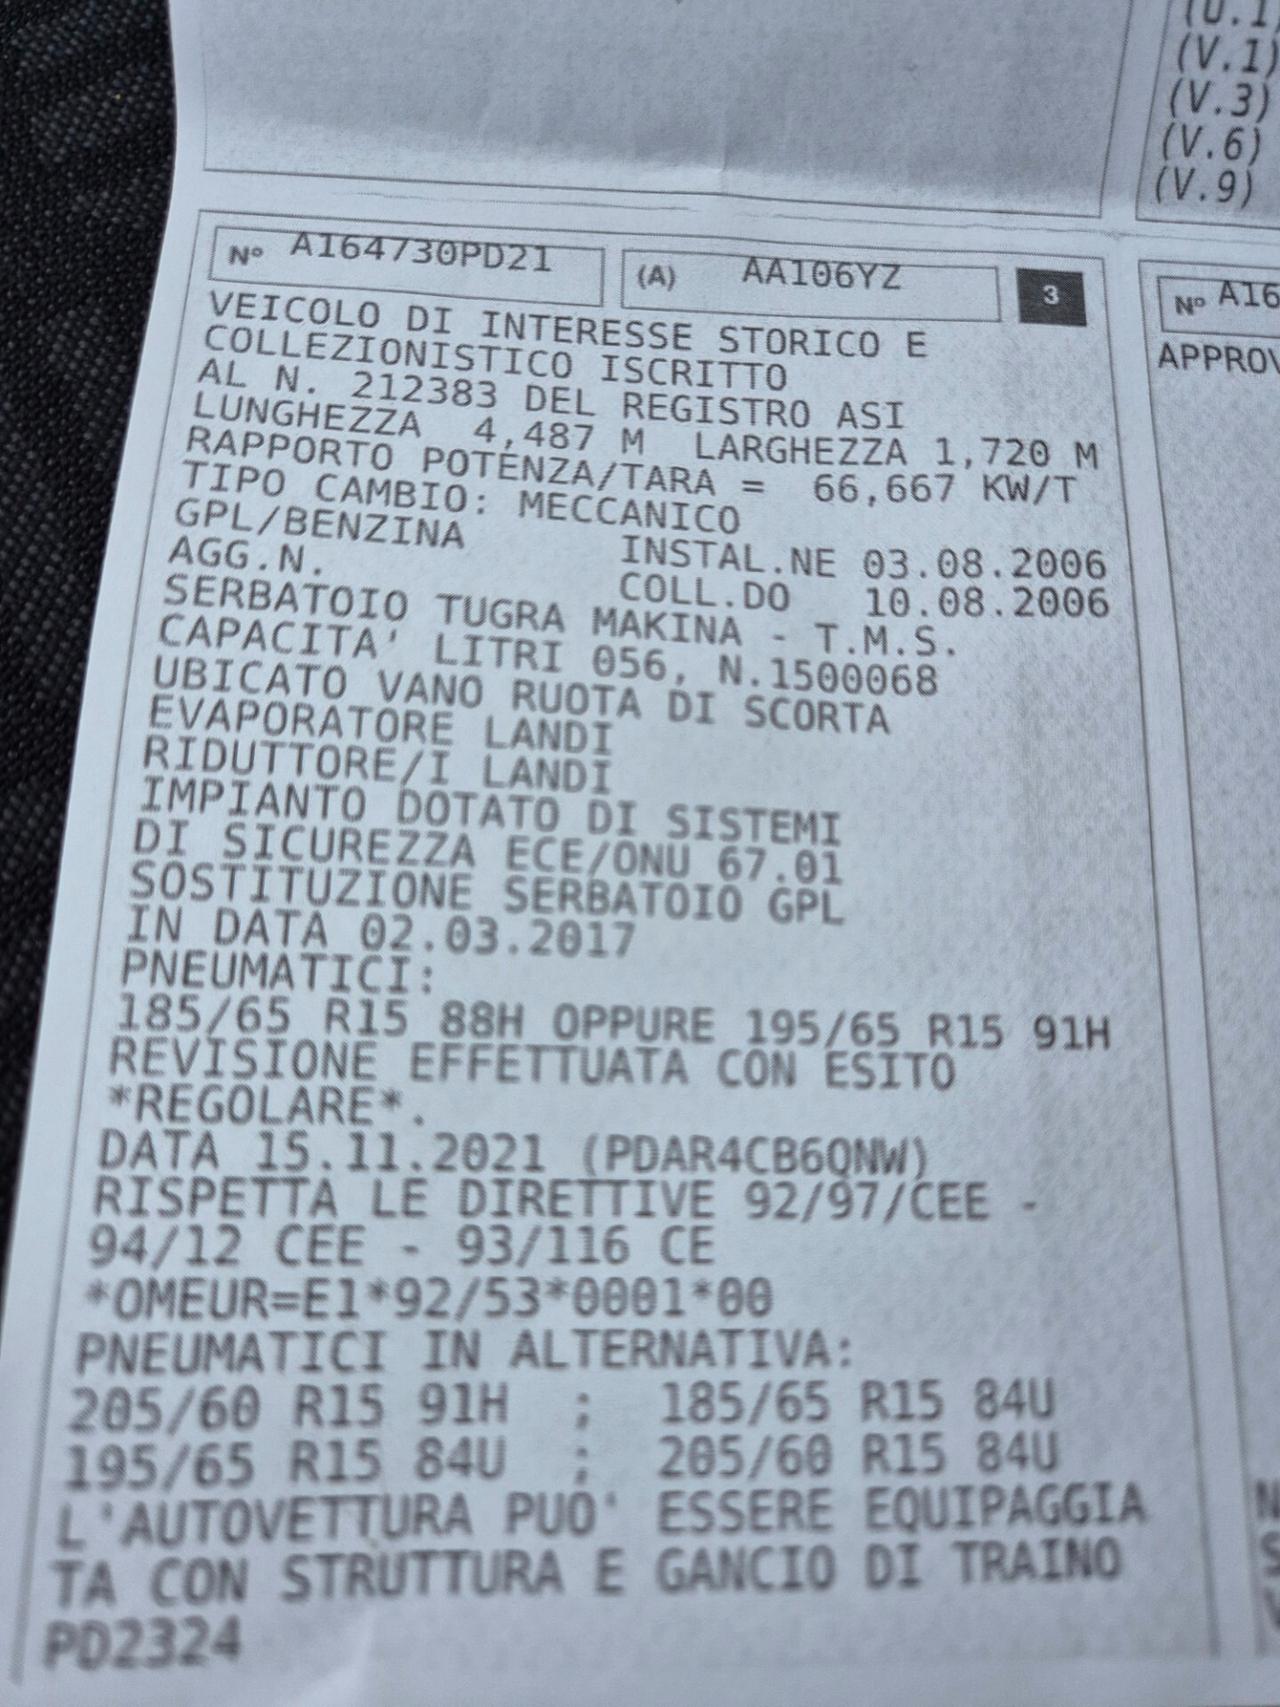 (U.1)
(V.1)
(V.3)
(V.6)
(V.9)
N° AI64730PD21 (A) AA106YZ 3
VEICOLO DI INTERESSE STORICO E
COLLEZIONISTICO ISCRITTO
AL N. 212383 DEL REGISTRO ASI
LUNGHEZZA 4,487 M LARGHEZZA 1,720 M
RAPPORTO POTENZA/TARA = 66,667 KW/T
TIPO CAMBIO: MECCANICO
GPL/BENZINA INSTAL.NE 03.08.2006
AGG.N. COLL.DO 10.08.2006
SERBATOIO TUGRA MAKINA - T.M.S.
CAPACITA' LITRI 056, N.1500068
UBICATO VANO RUOTA DI SCORTA
EVAPORATORE LANDI
RIDUTTORE/I LANDI
IMPIANTO DOTATO DI SISTEMI
DI SICUREZZA ECE/ONU 67.01
SOSTITUZIONE SERBATOIO GPL
IN DATA 02.03.2017
PNEUMATICI:
185/65 R15 88H OPPURE 195/65 R15 91H
REVISIONE EFFETTUATA CON ESITO
*REGOLARE*.
DATA 15.11.2021 (PDAR4CB6QNW)
RISPETTA LE DIRETTIVE 92/97/CEE -
94/12 CEE - 93/116 CE
*OMEUR=E1*92/53*0001*00
PNEUMATICI IN ALTERNATIVA:
205/60 R15 91H ; 185/65 R15 84U
195/65 R15 84U ; 205/60 R15 84U
L'AUTOVETTURA PUO' ESSERE EQUIPAGGIA
TA CON STRUTTURA E GANCIO DI TRAINO
PD2324
N° AI6
APPROV